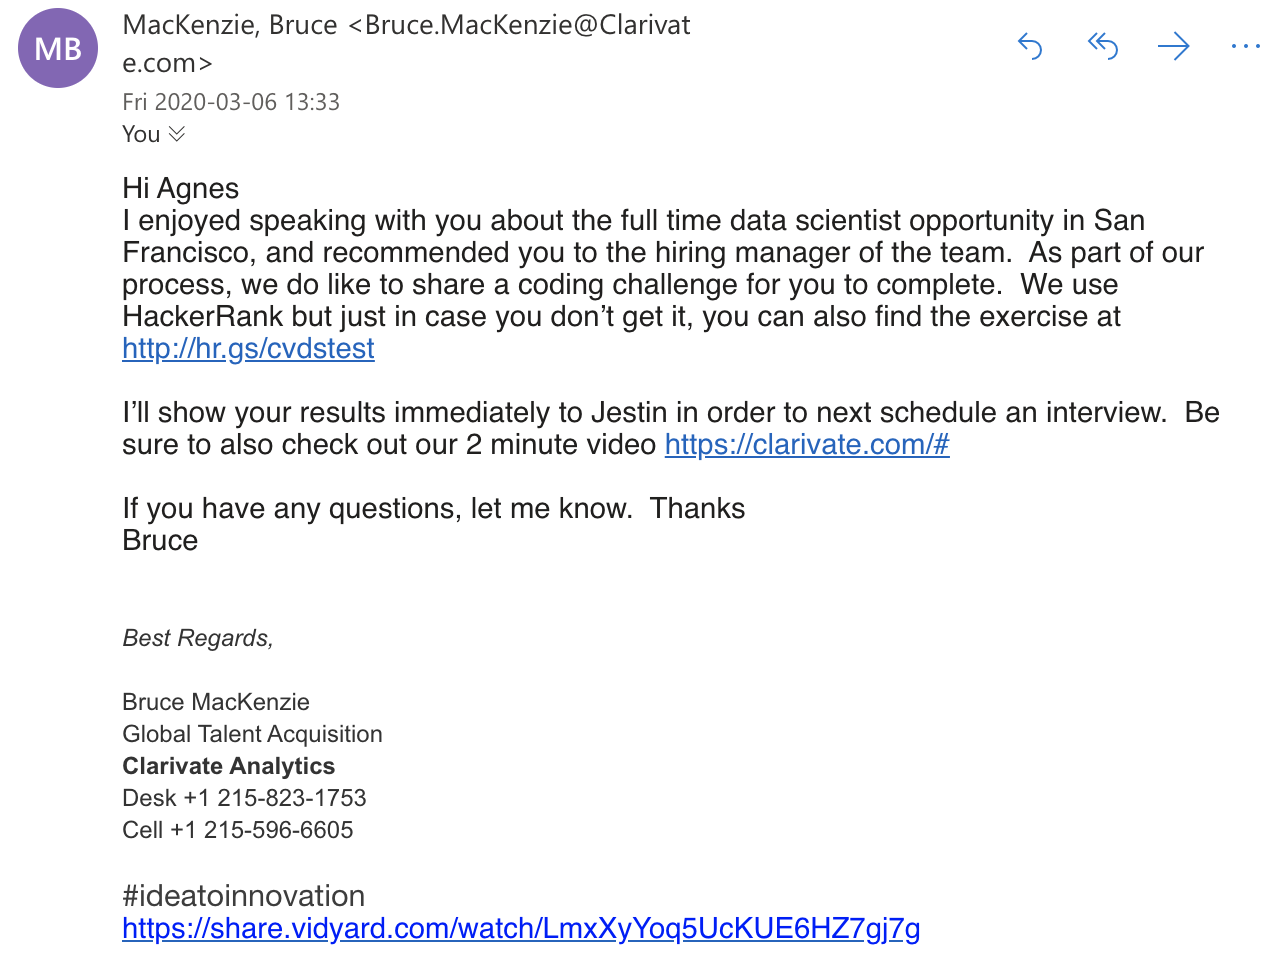 MB
MacKenzie, Bruce <Bruce.MacKenzie@Clarivat
e.com>
Fri 2020-03-06 13:33
You
Hi Agnes
I enjoyed speaking with you about the full time data scientist opportunity in San
Francisco, and recommended you to the hiring manager of the team.  As part of our
process, we do like to share a coding challenge for you to complete.  We use
HackerRank but just in case you don’t get it, you can also find the exercise at
http://hr.gs/cvdstest
I’ll show your results immediately to Jestin in order to next schedule an interview.  Be
sure to also check out our 2 minute video https://clarivate.com/#
If you have any questions, let me know.  Thanks
Bruce
Best Regards,
Bruce MacKenzie
Global Talent Acquisition
Clarivate Analytics
Desk +1 215-823-1753
Cell +1 215-596-6605
#ideatoinnovation
https://share.vidyard.com/watch/LmxXyYoq5UcKUE6HZ7gj7g